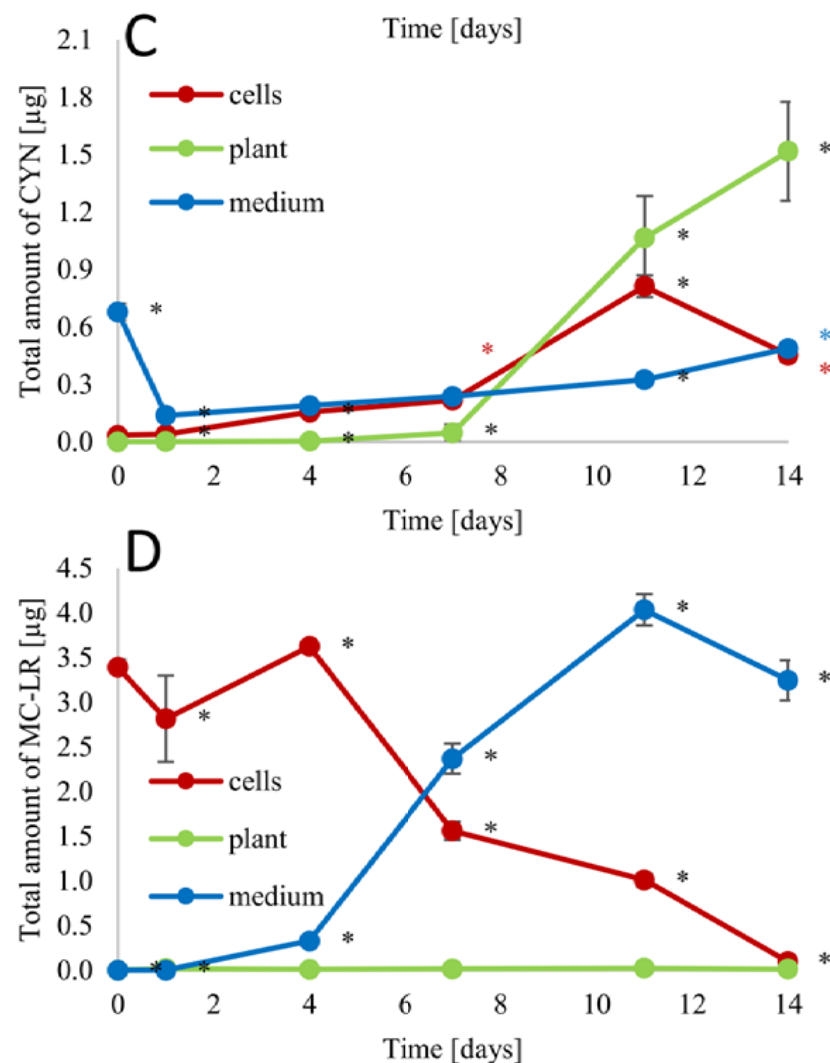 C
Time [days]
Total amount of CYN [µg]
2.1
1.8
1.5
1.2
0.9
0.6
0.3
0.0
cells
plant
medium
*
*
*
*
*
*
*
*
*
*
*
*
*
0 2 4 6 8 10 12 14
Time [days]
D
Total amount of MC-LR [µg]
4.5
4.0
3.5
3.0
2.5
2.0
1.5
1.0
0.5
0.0
cells
plant
medium
*
*
*
*
*
*
*
*
*
*
*
*
0 2 4 6 8 10 12 14
Time [days]